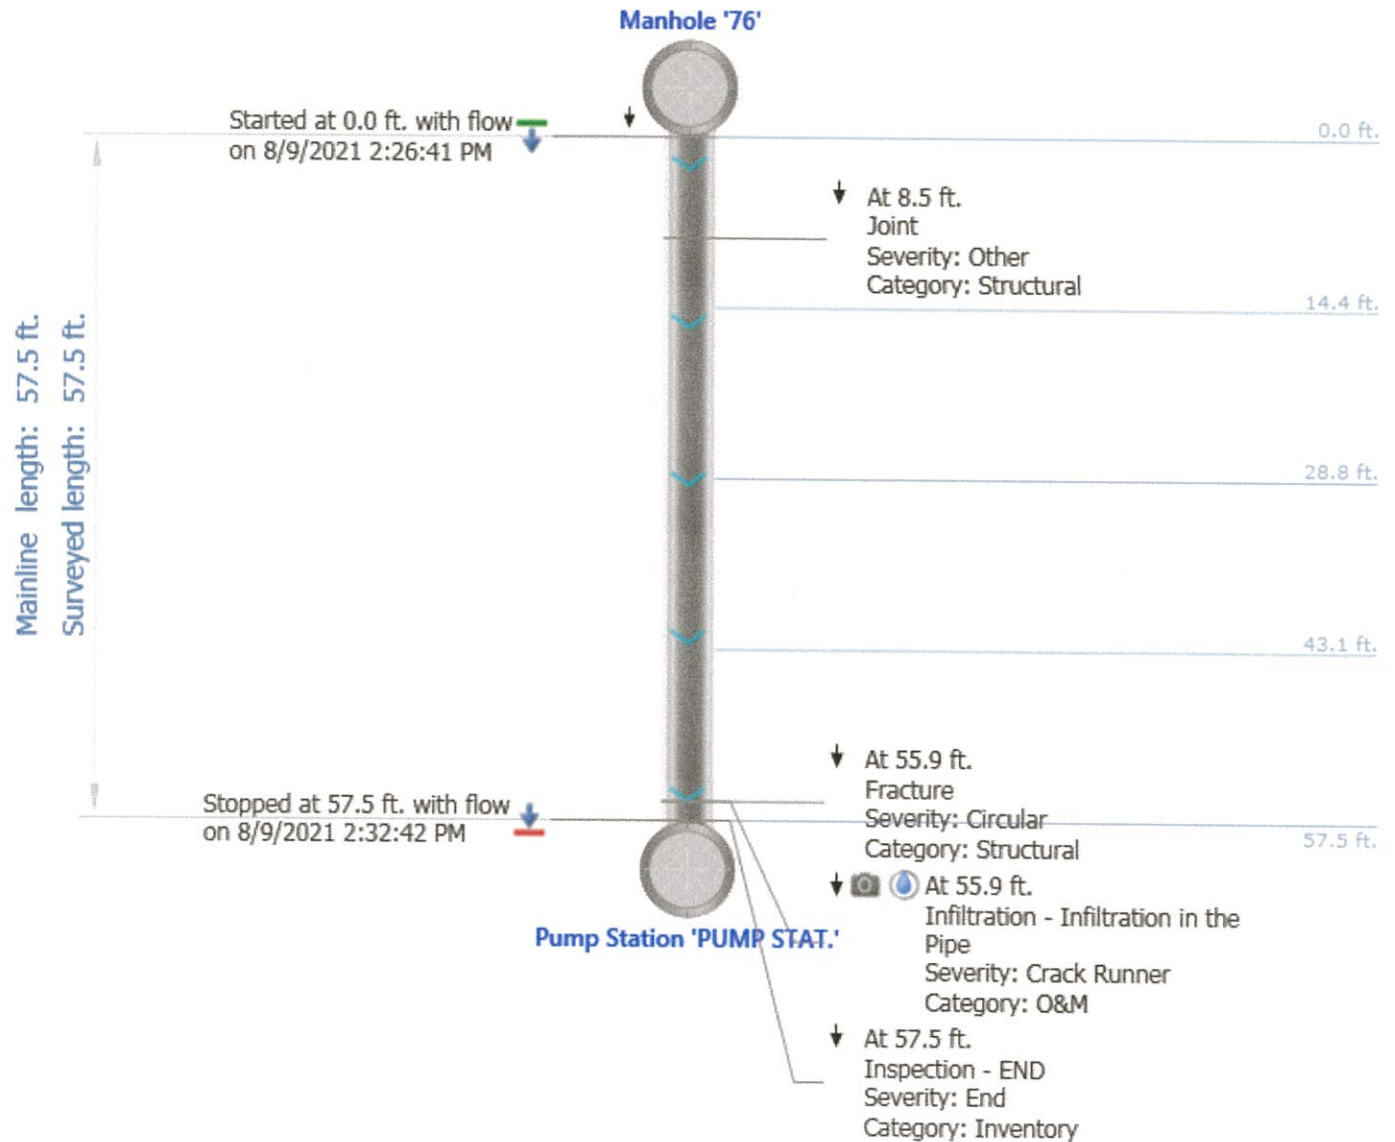 Manhole '76'
Started at 0.0 ft. with flow
on 8/9/2021 2:26:41 PM
0.0 ft.
At 8.5 ft.
Joint
Severity: Other
Category: Structural
14.4 ft.
Mainline length: 57.5 ft.
Surveyed length: 57.5 ft.
28.8 ft.
43.1 ft.
At 55.9 ft.
Fracture
Severity: Circular
Category: Structural
Stopped at 57.5 ft. with flow
on 8/9/2021 2:32:42 PM
57.5 ft.
At 55.9 ft.
Infiltration - Infiltration in the
Pipe
Severity: Crack Runner
Category: O&M
Pump Station 'PUMP STAT.'
At 57.5 ft.
Inspection - END
Severity: End
Category: Inventory